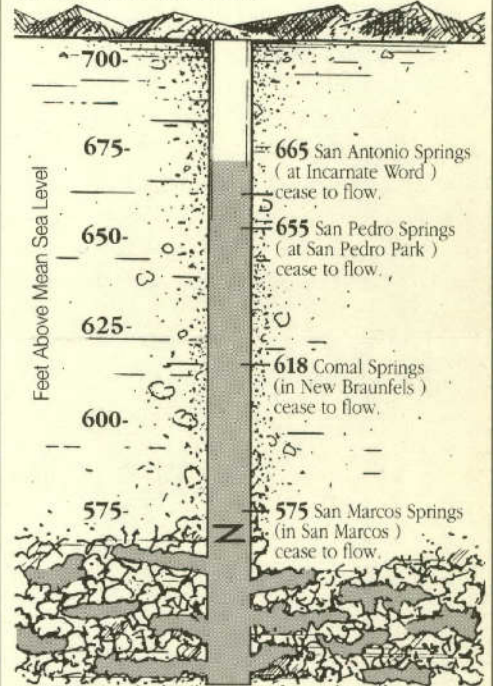 Feet Above Mean Sea Level
700-
675-
650-
625-
600-
575-
665 San Antonio Springs
( at Incarnate Word )
cease to flow.
655 San Pedro Springs
( at San Pedro Park )
cease to flow.
618 Comal Springs
(in New Braunfels )
cease to flow.
575 San Marcos Springs
(in San Marcos )
cease to flow.